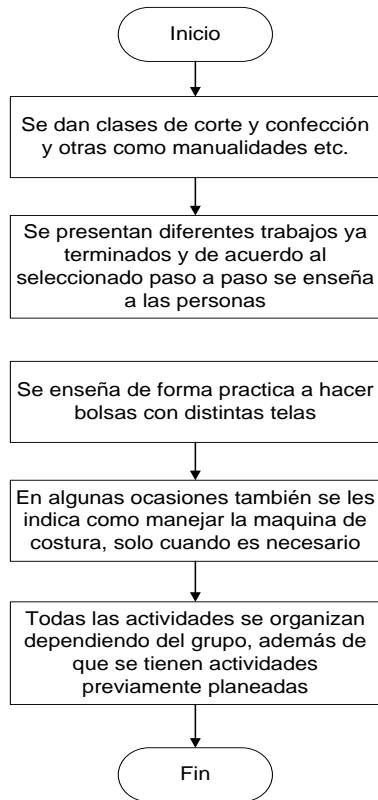 Inicio
Se dan clases de corte y confección
y otras como manualidades etc.
Se presentan diferentes trabajos ya
terminados y de acuerdo al
seleccionado paso a paso se enseña
a las personas
Se enseña de forma practica a hacer
bolsas con distintas telas
En algunas ocasiones también se les
indica como manejar la maquina de
costura, solo cuando es necesario
Todas las actividades se organizan
dependiendo del grupo, además de
que se tienen actividades
previamente planeadas
Fin